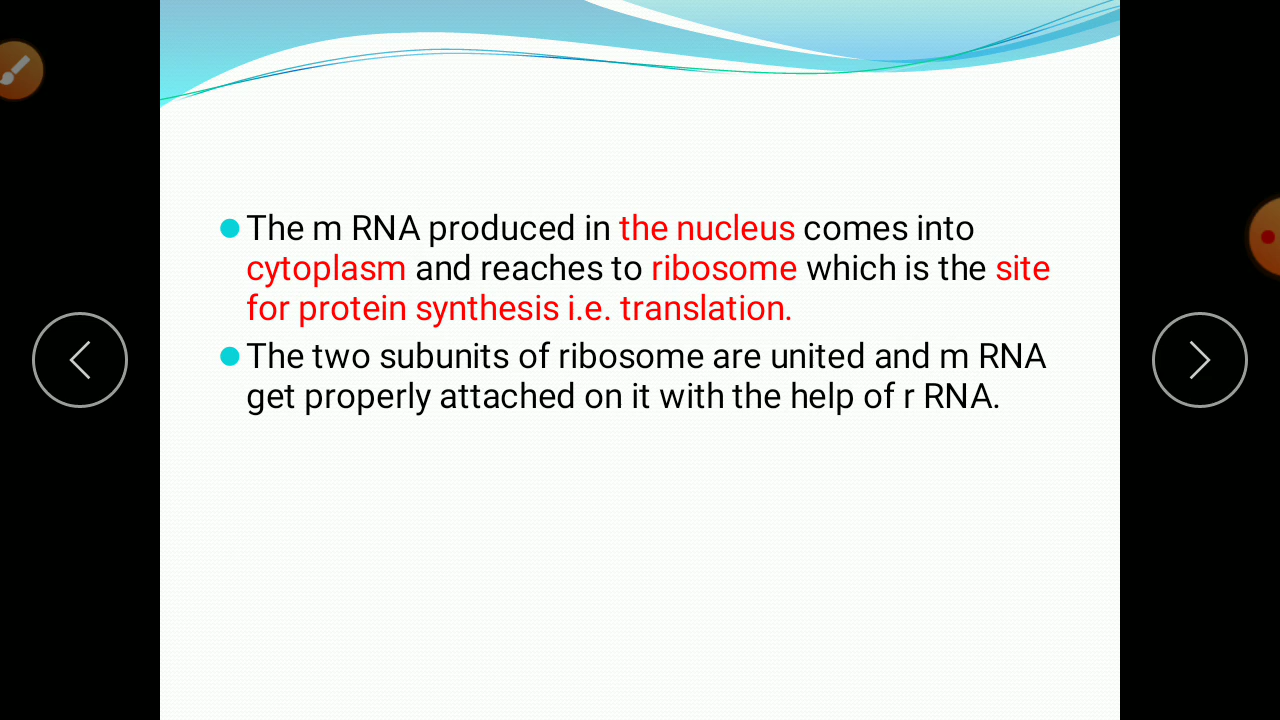 The m RNA produced in the nucleus comes into
cytoplasm and reaches to ribosome which is the site
for protein synthesis i.e. translation.
The two subunits of ribosome are united and m RNA
get properly attached on it with the help of r RNA.